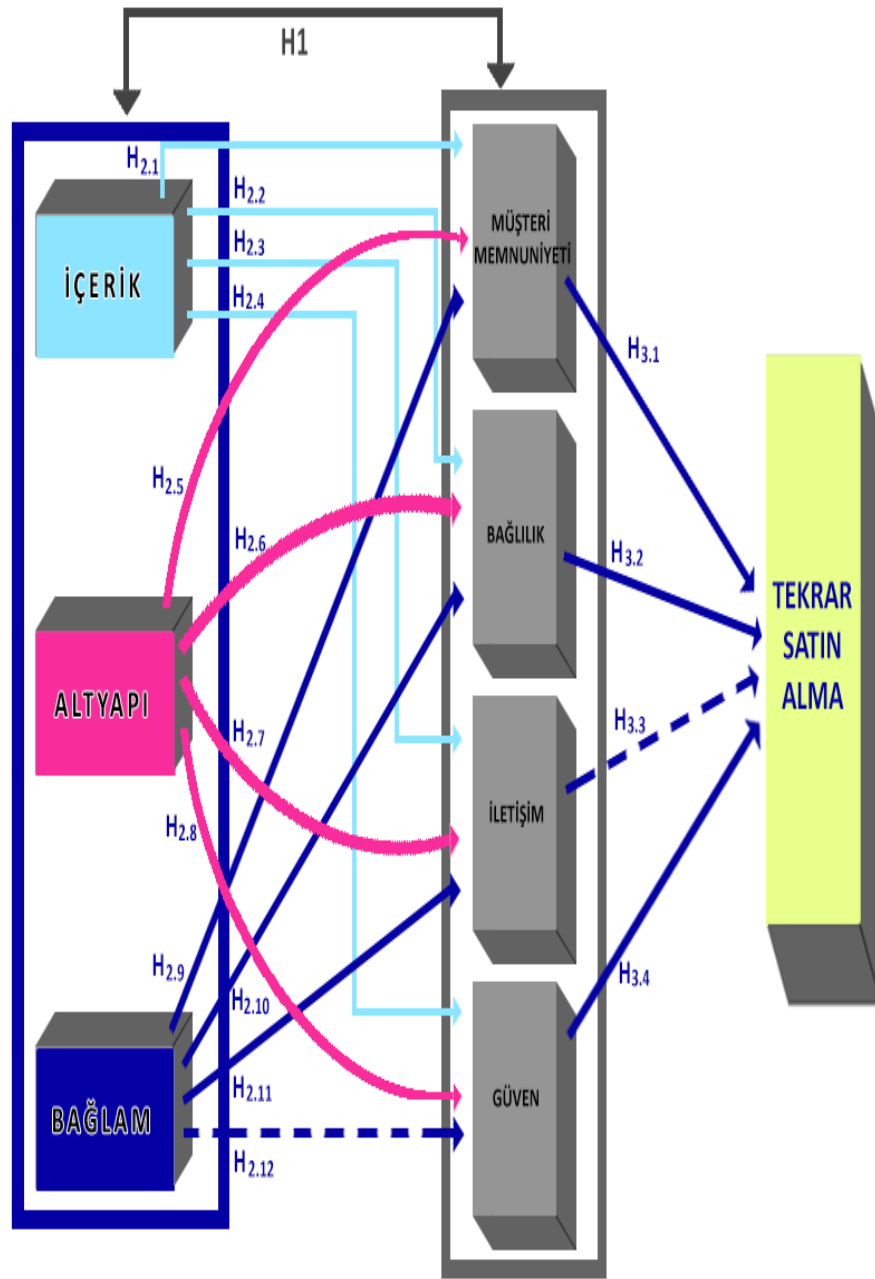 H1
H2.1
H2.2
H2.3
H2.4
İÇERİK
MÜŞTERİ
MEMNUNİYETİ
H3.1
H2.5
H2.6
BAĞLILIK
H3.2
TEKRAR
SATIN
ALMA
ALTYAPI
H2.7
H2.8
İLETİŞİM
H3.3
H2.9
H2.10
H3.4
BAĞLAM
H2.11
H2.12
GÜVEN